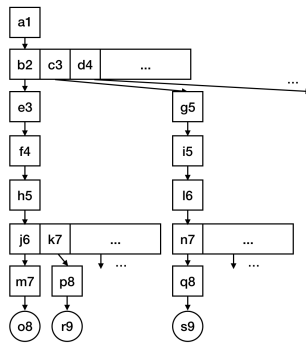 a1
b2 c3 d4 ...
...
e3 g5
f4 i5
h5 l6
j6 k7 ... n7 ...
... ...
m7 p8 q8
o8 r9 s9